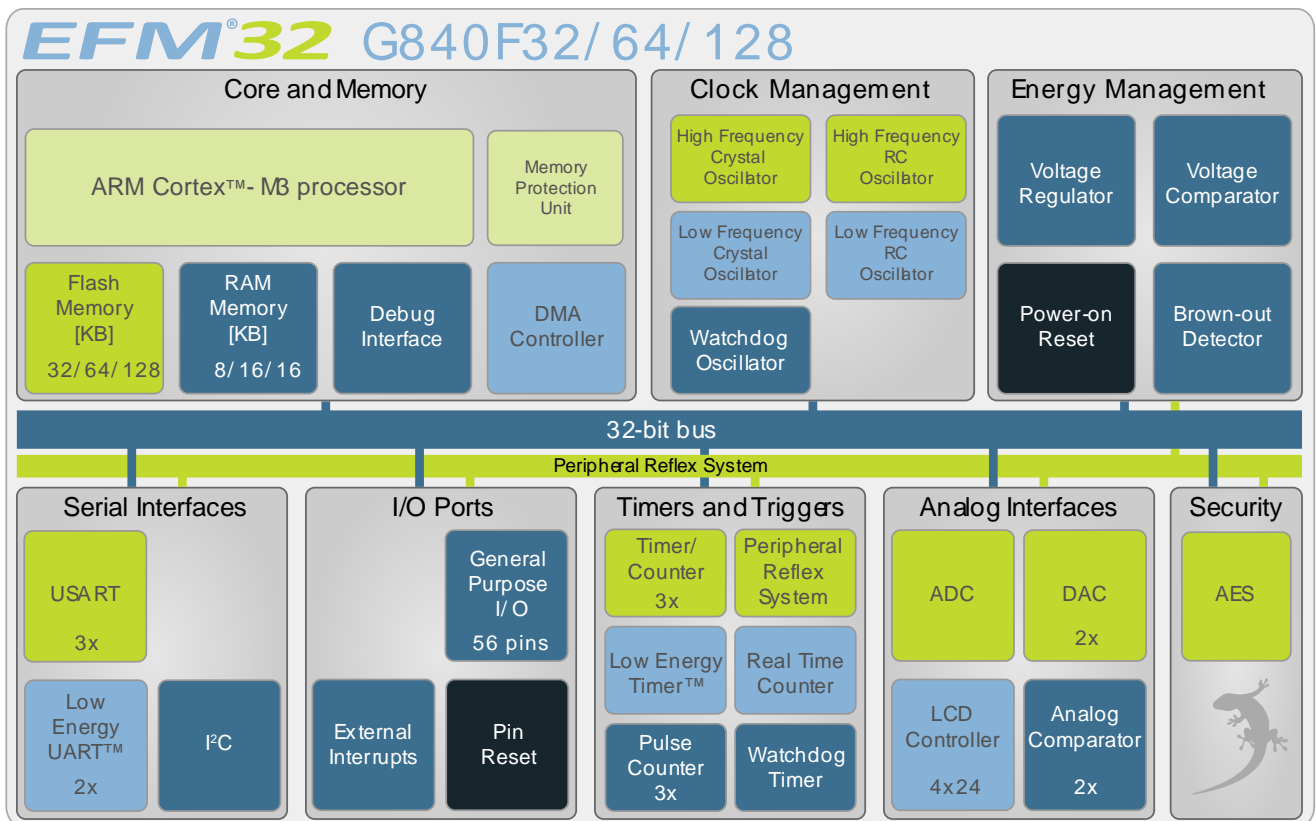 EFM®32 G840F32/64/128
Core and Memory
ARM Cortex™-M3 processor
Memory
Protection
Unit
Flash
Memory
[KB]
32/64/128
RAM
Memory
[KB]
8/16/16
Debug
Interface
DMA
Controller
Clock Management
High Frequency
Crystal
Oscillator
High Frequency
RC
Oscillator
Low Frequency
Crystal
Oscillator
Low Frequency
RC
Oscillator
Watchdog
Oscillator
Energy Management
Voltage
Regulator
Voltage
Comparator
Power-on
Reset
Brown-out
Detector
32-bit bus
Peripheral Reflex System
Serial Interfaces
USART
3x
Low
Energy
UART™
2x
I²C
I/O Ports
General
Purpose
I/O
56 pins
External
Interrupts
Pin
Reset
Timers and Triggers
Timer/
Counter
3x
Peripheral
Reflex
System
Low Energy
Timer™
Real Time
Counter
Pulse
Counter
3x
Watchdog
Timer
Analog Interfaces
ADC
DAC
2x
LCD
Controller
4x24
Analog
Comparator
2x
Security
AES